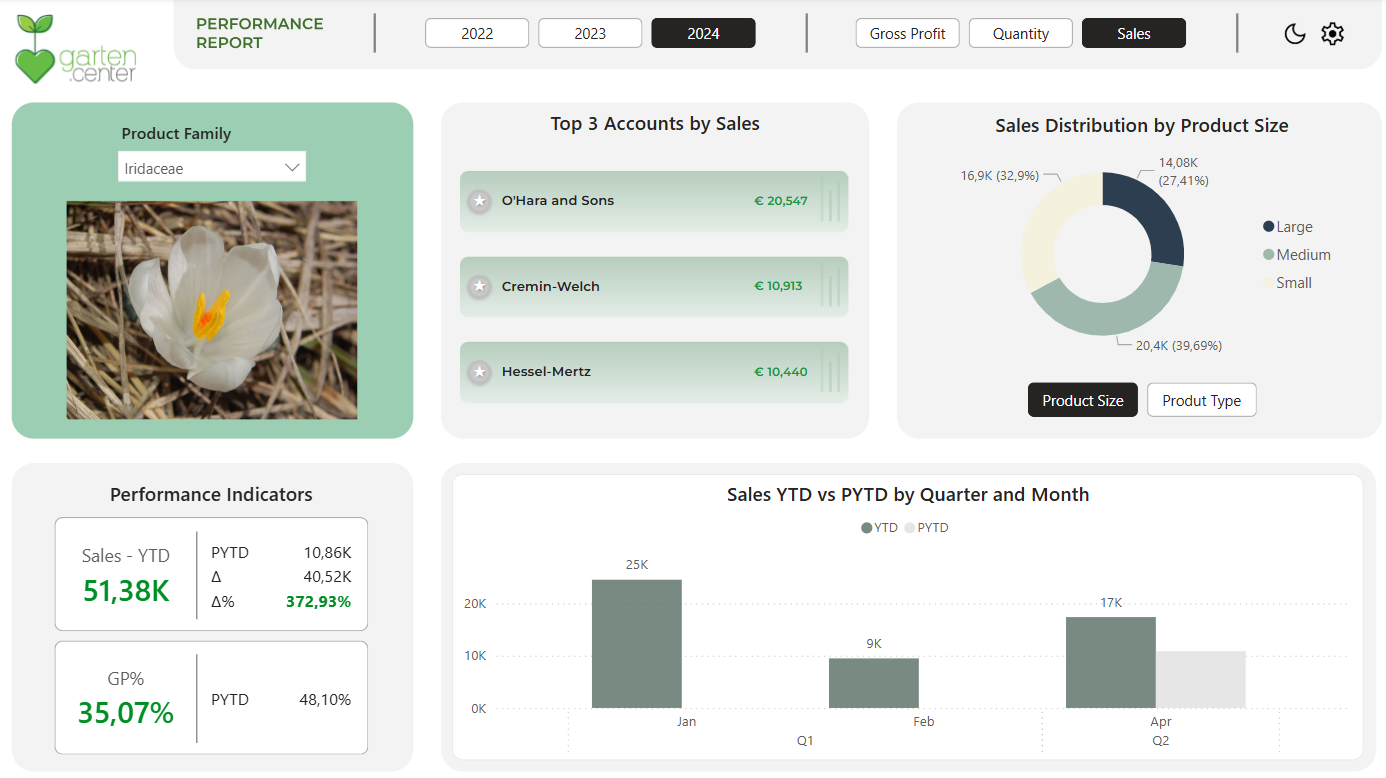 garten
.center
PERFORMANCE
REPORT
2022
2023
2024
Gross Profit
Quantity
Sales
Product Family
Iridaceae
Top 3 Accounts by Sales
O'Hara and Sons
€ 20,547
Cremin-Welch
€ 10,913
Hessel-Mertz
€ 10,440
Sales Distribution by Product Size
14,08K
(27,41%)
16,9K (32,9%)
20,4K (39,69%)
Large
Medium
Small
Product Size
Produt Type
Performance Indicators
Sales - YTD
51,38K
PYTD 10,86K
Δ 40,52K
Δ% 372,93%
GP%
35,07%
PYTD 48,10%
Sales YTD vs PYTD by Quarter and Month
YTD PYTD
25K
9K
17K
20K
10K
0K
Jan
Feb
Apr
Q1
Q2